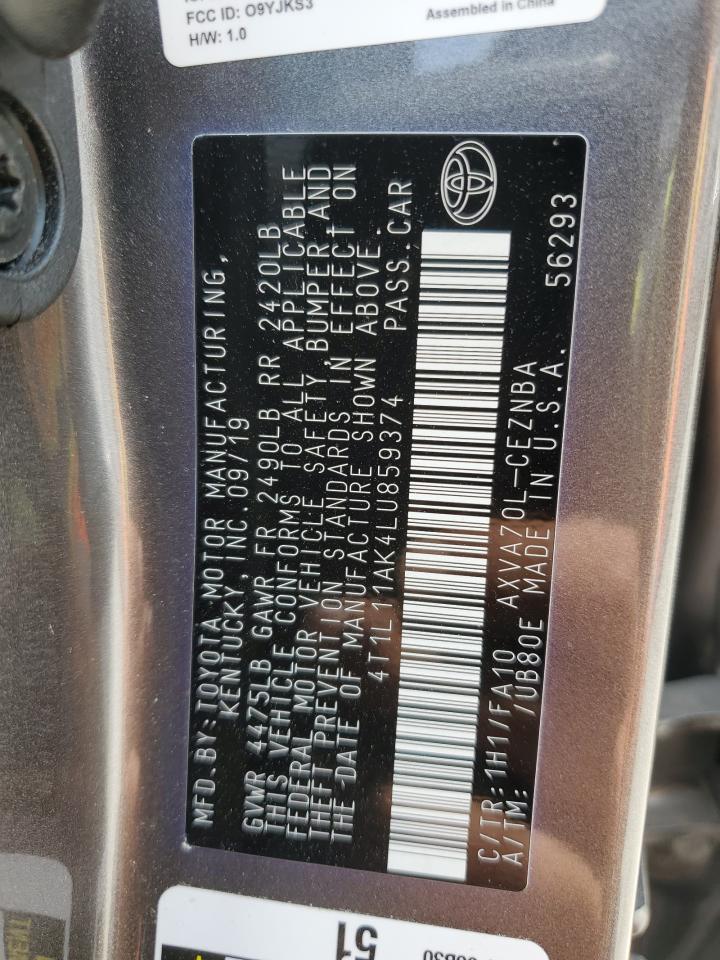 FCC ID: O9YJKS3
H/W: 1.0
Assembled in China
MFD.BY:TOYOTA MOTOR MANUFACTURING,
KENTUCKY, INC.09/19
GVWR 4475LB GAWR FR 2490LB RR 2420LB
THIS VEHICLE CONFORMS TO ALL APPLICABLE
FEDERAL MOTOR VEHICLE SAFETY,BUMPER AND
THEFT PREVENTION STANDARDS IN EFFECT ON
THE DATE OF MANUFACTURE SHOWN ABOVE.
4T1L11AK4LU859374 PASS.CAR
C/TR:1H1/FA10 AXVA70L-CEZNBA
A/TM: /UB80E MADE IN U.S.A. 56293
51